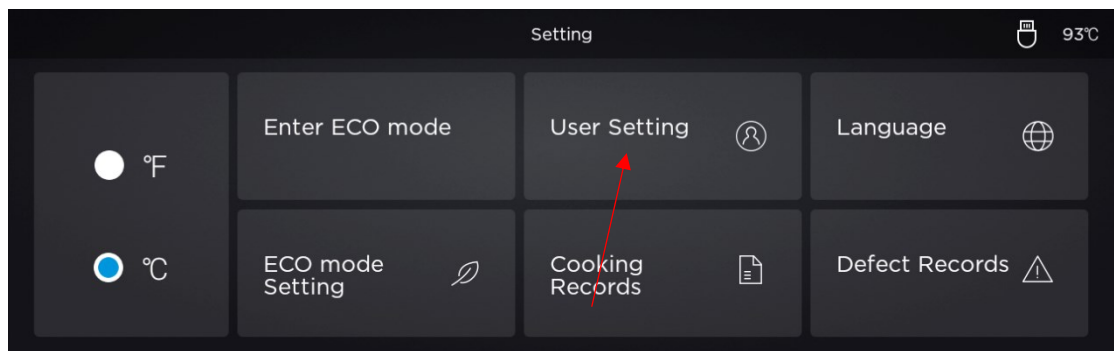 Setting
93℃
℉
℃
Enter ECO mode
User Setting
Language
ECO mode
Setting
Cooking
Records
Defect Records